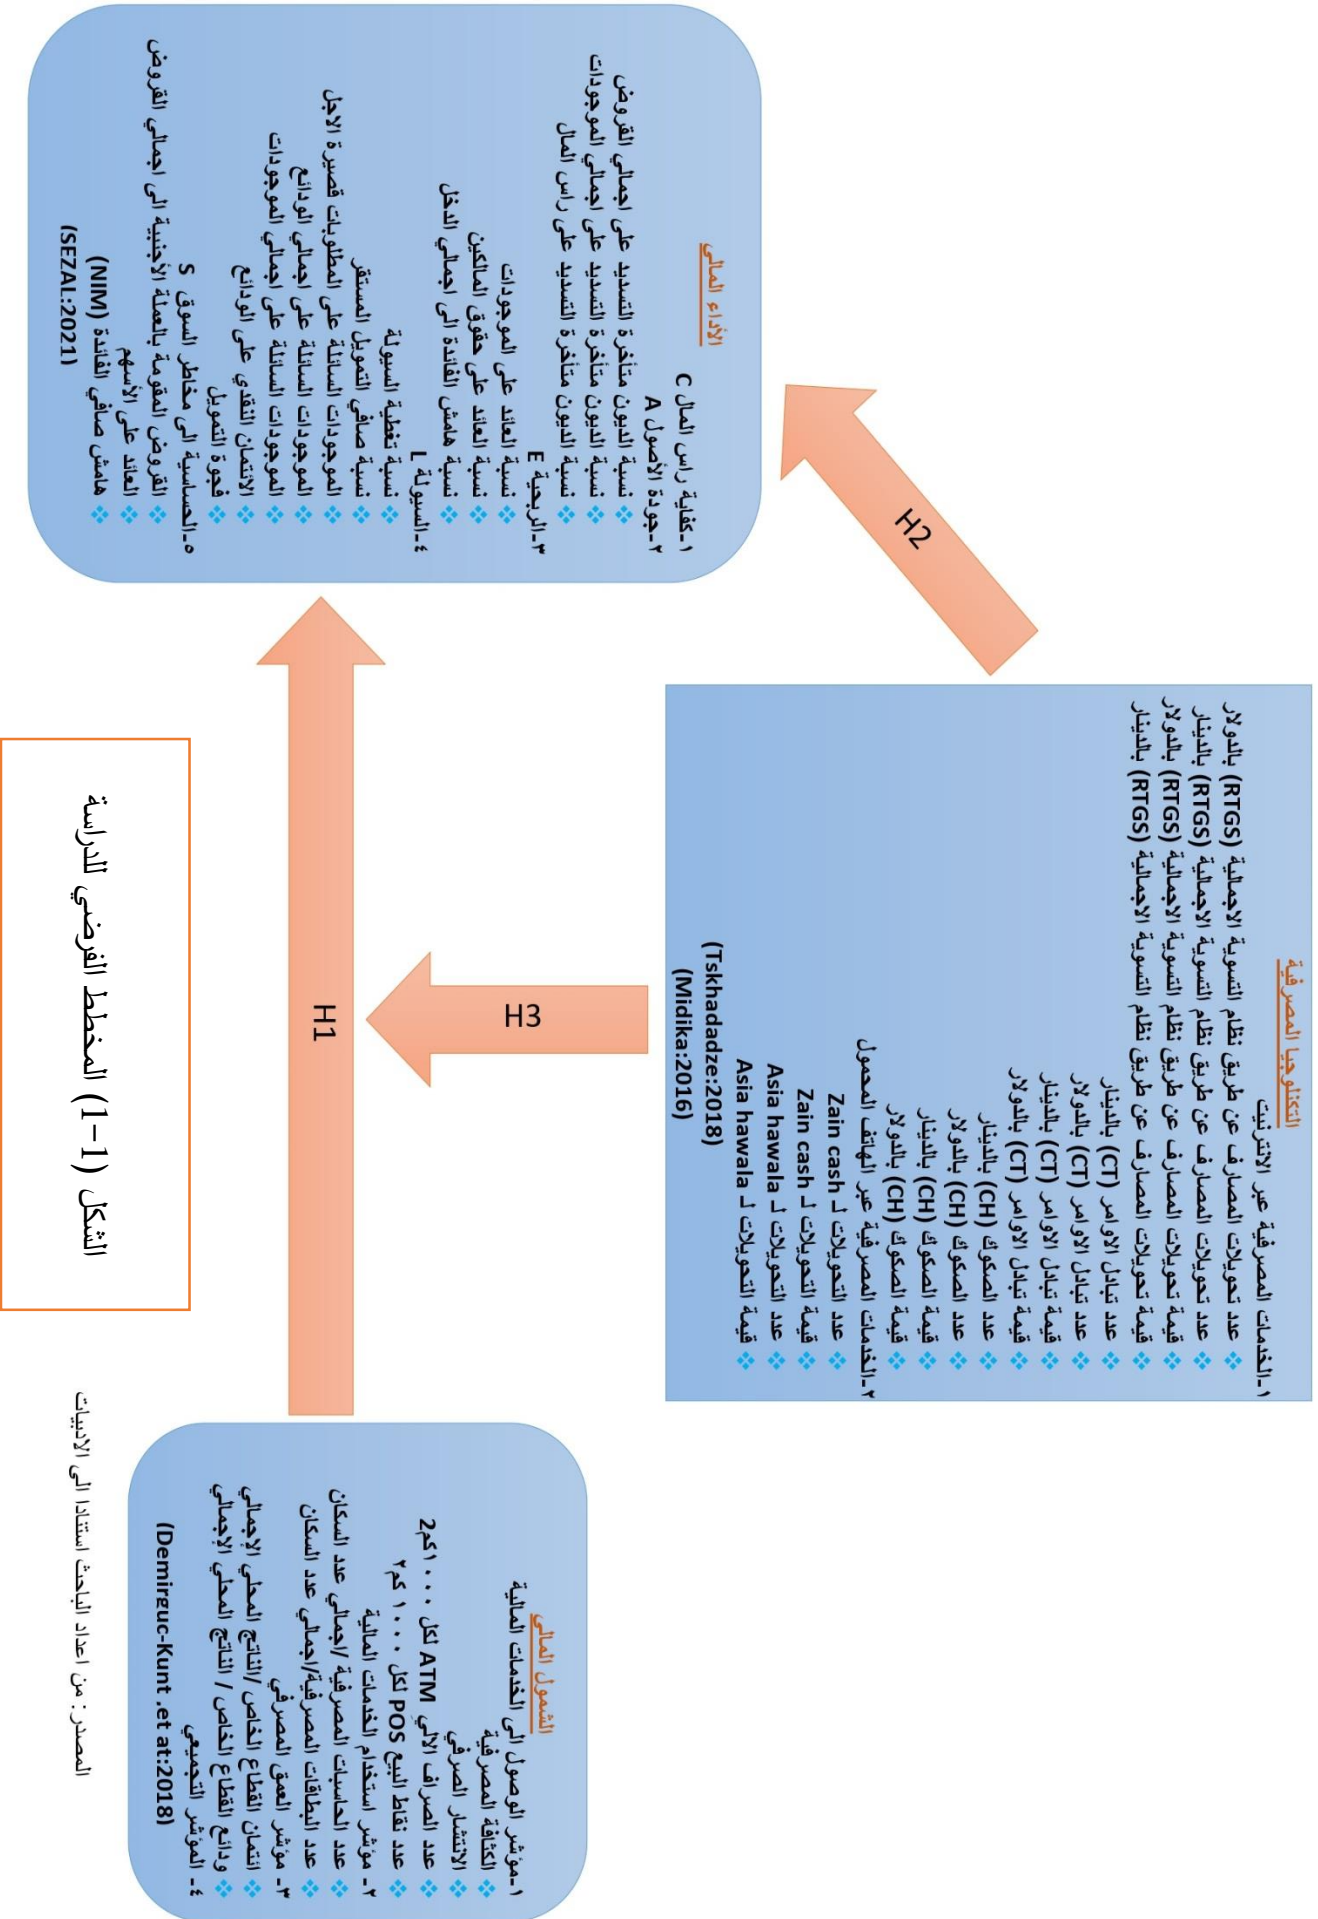 التكنلوجيا المصرفية
١-الخدمات المصرفية عبر الانترنيت
عدد تحويلات المصارف عن طريق نظام التسوية الاجمالية (RTGS) بالدولار
عدد تحويلات المصارف عن طريق نظام التسوية الاجمالية (RTGS) بالدينار
قيمة تحويلات المصارف عن طريق نظام التسوية الاجمالية (RTGS) بالدولار
قيمة تحويلات المصارف عن طريق نظام التسوية الاجمالية (RTGS) بالدينار
عدد تبادل الاوامر (CT) بالدينار
عدد تبادل الاوامر (CT) بالدولار
قيمة تبادل الاوامر (CT) بالدينار
قيمة تبادل الاوامر (CT) بالدولار
عدد الصكوك (CH) بالدينار
عدد الصكوك (CH) بالدولار
قيمة الصكوك (CH) بالدينار
قيمة الصكوك (CH) بالدولار
٢-الخدمات المصرفية عبر الهاتف المحمول
عدد التحويلات لـ Zain cash
قيمة التحويلات لـ Zain cash
عدد التحويلات لـ Asia hawala
قيمة التحويلات لـ Asia hawala
(Tskhadadze:2018)
(Midika:2016)
H2
H3
H1
الشمول المالي
١-مؤشر الوصول الى الخدمات المالية
الكثافة المصرفية
الانتشار الصرفي
عدد الصراف الالي ATM لكل ١٠٠٠كم2
عدد نقاط البيع POS لكل ١٠٠٠ كم٢
٢- مؤشر استخدام الخدمات المالية
عدد الحاسبات المصرفية /اجمالي عدد السكان
عدد البطاقات المصرفية/اجمالي عدد السكان
٣- مؤشر العمق المصرفي
ائتمان القطاع الخاص /الناتج المحلي الإجمالي
ودائع القطاع الخاص / الناتج المحلي الإجمالي
٤- المؤشر التجميعي
(Demirguc-Kunt .et at:2018)
الأداء المالي
١-كفاية راس المال C
٢-جودة الأصول A
نسبة الديون متأخرة التسديد على اجمالي القروض
نسبة الديون متأخرة التسديد على اجمالي الموجودات
نسبة الديون متأخرة التسديد على راس المال
٣-الربحية E
نسبة العائد على الموجودات
نسبة العائد على حقوق المالكين
نسبة هامش الفائدة الى اجمالي الدخل
٤-السيولة L
نسبة تغطية السيولة
نسبة صافي التمويل المستقر
الموجودات السائلة على المطلوبات قصيرة الاجل
الموجودات السائلة على اجمالي الودائع
الموجودات السائلة على اجمالي الموجودات
الائتمان النقدي على الودائع
فجوة التمويل
٥-الحساسية الى مخاطر السوق S
القروض المقومة بالعملة الأجنبية الى اجمالي القروض
العائد على الأسهم
هامش صافي الفائدة (NIM)
(SEZAL:2021)
الشكل (1–1) المخطط الفرضي للدراسة
المصدر: من اعداد الباحث استنادا الى الادبيات